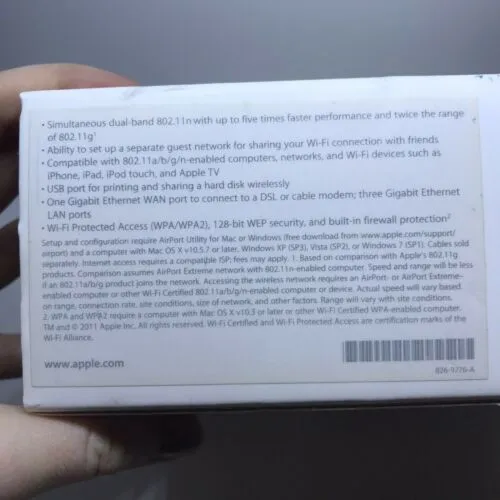 • Simultaneous dual-band 802.11n with up to five times faster performance and twice the range
of 802.11g¹
• Ability to set up a separate guest network for sharing your Wi-Fi connection with friends
• Compatible with 802.11a/b/g/n-enabled computers, networks, and Wi-Fi devices such as
iPhone, iPad, iPod touch, and Apple TV
• USB port for printing and sharing a hard disk wirelessly
• One Gigabit Ethernet WAN port to connect to a DSL or cable modem; three Gigabit Ethernet
LAN ports
• Wi-Fi Protected Access (WPA/WPA2), 128-bit WEP security, and built-in firewall protection²
Setup and configuration require AirPort Utility for Mac or Windows (free download from www.apple.com/support/
airport) and a computer with Mac OS X v10.5.7 or later, Windows XP (SP3), Vista (SP2), or Windows 7 (SP1). Cables sold
separately. Internet access requires a compatible ISP; fees may apply. 1. Based on comparison with Apple's 802.11g
products. Comparison assumes AirPort Extreme network with 802.11n-enabled computer. Speed and range will be less
if an 802.11a/b/g product joins the network. Accessing the wireless network requires an AirPort- or AirPort Extreme-
enabled computer or other Wi-Fi Certified 802.11a/b/g/n-enabled computer or device. Actual speed will vary based
on range, connection rate, site conditions, size of network, and other factors. Range will vary with site conditions.
2. WPA and WPA2 require a computer with Mac OS X v10.3 or later or other Wi-Fi Certified WPA-enabled computer.
TM and © 2011 Apple Inc. All rights reserved. Wi-Fi Certified and Wi-Fi Protected Access are certification marks of the
Wi-Fi Alliance.
www.apple.com
826-9776-A